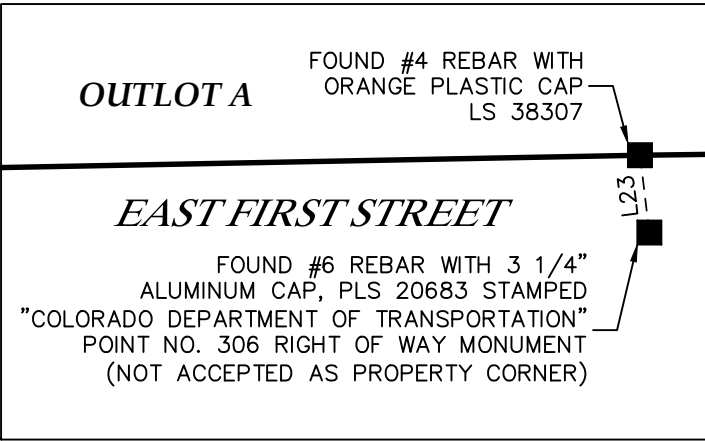 FOUND #4 REBAR WITH
ORANGE PLASTIC CAP
LS 38307
OUTLOT A
L23
EAST FIRST STREET
FOUND #6 REBAR WITH 3 1/4"
ALUMINUM CAP, PLS 20683 STAMPED
"COLORADO DEPARTMENT OF TRANSPORTATION"
POINT NO. 306 RIGHT OF WAY MONUMENT
(NOT ACCEPTED AS PROPERTY CORNER)